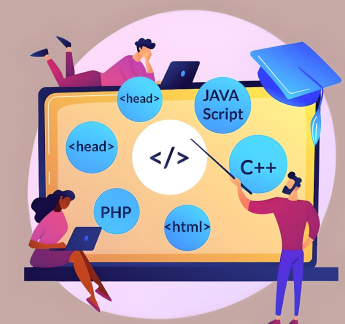 <head>
JAVA
Script
<head>
</>
C++
PHP
<html>